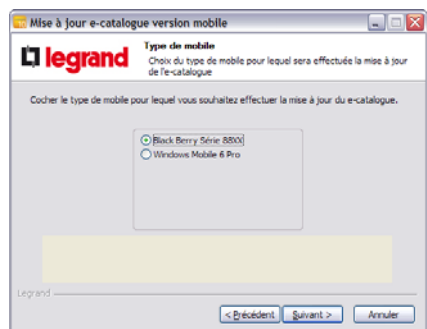 Mise à jour e-catalogue version mobile
legrand
Type de mobile
Choix du type de mobile pour lequel sera effectuée la mise à jour
de l'e-catalogue
Cocher le type de mobile pour lequel vous souhaitez effectuer la mise à jour du e-catalogue.
Black Berry Série 88XX
Windows Mobile 6 Pro
Legrand
< Précédent
Suivant >
Annuler